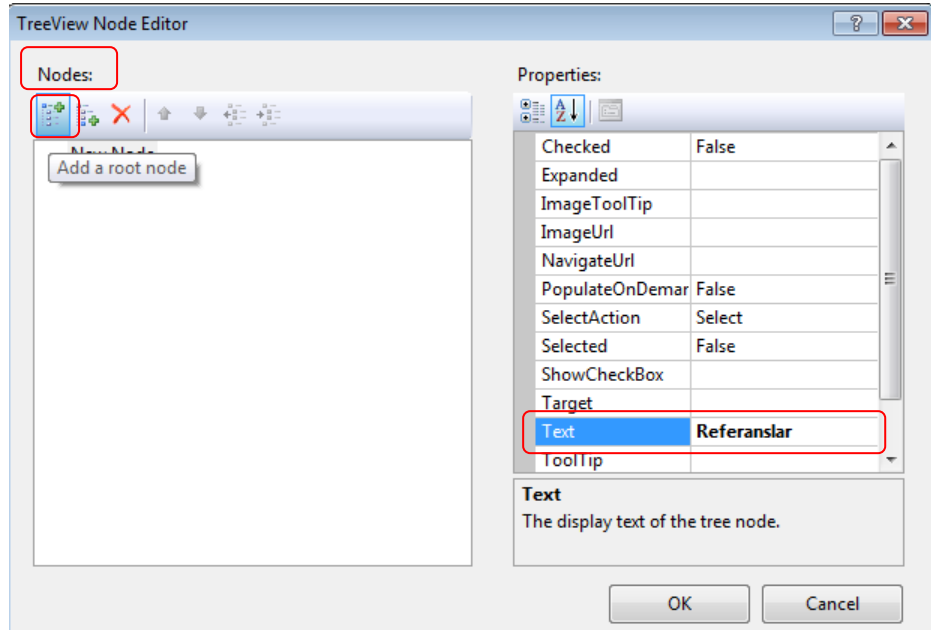 TreeView Node Editor
Nodes:
Add a root node
Properties:
Checked False
Expanded
ImageToolTip
ImageUrl
NavigateUrl
PopulateOnDemar False
SelectAction Select
Selected False
ShowCheckBox
Target
Text Referanslar
ToolTip
Text
The display text of the tree node.
OK Cancel